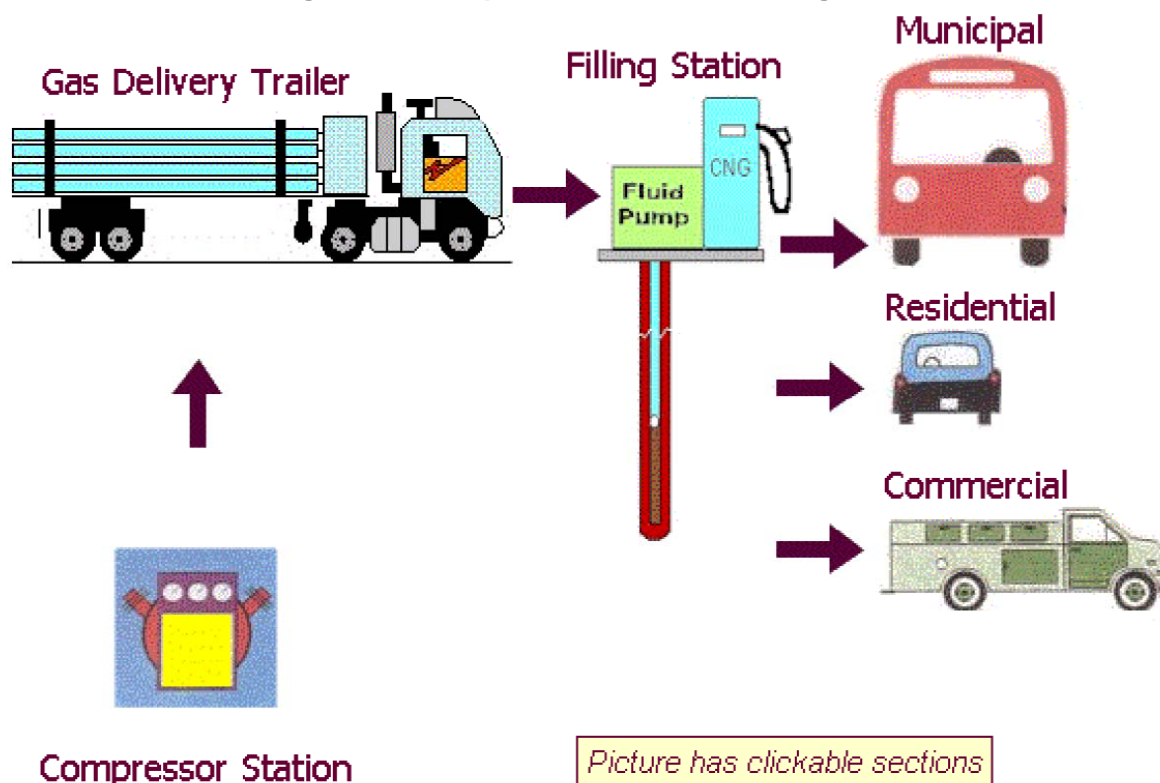 Municipal
Gas Delivery Trailer
Filling Station
CNG
Fluid
Pump
Residential
Commercial
Compressor Station
Picture has clickable sections